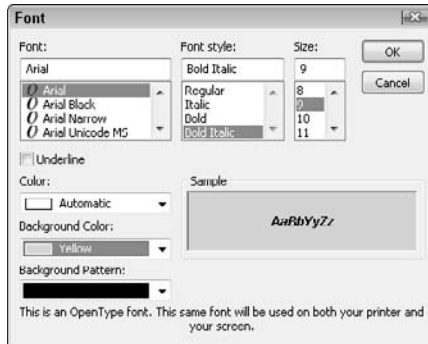 Font
Font: Font style: Size:
Arial Bold Italic 9 OK
Arial Regular 8 Cancel
Arial Black Italic 9
Arial Narrow Bold 10
Arial Unicode MS Bold Italic 11
Underline
Color: Sample
Automatic
AaBbYyZz
Background Color:
Yellow
Background Pattern:
This is an OpenType font. This same font will be used on both your printer and
your screen.